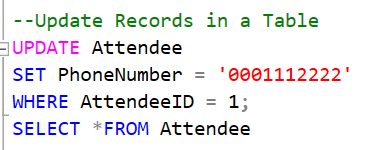 --Update Records in a Table
UPDATE Attendee
SET PhoneNumber = '0001112222'
WHERE AttendeeID = 1;
SELECT *FROM Attendee